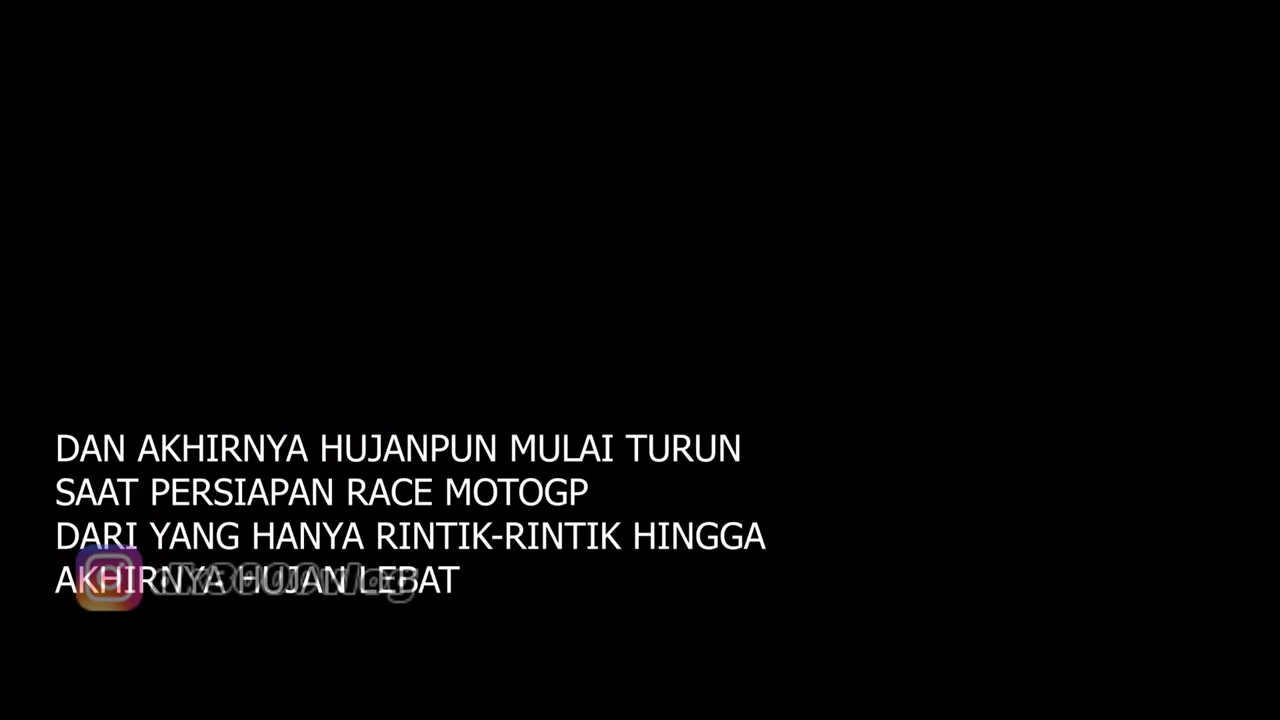 DAN AKHIRNYA HUJANPUN MULAI TURUN
SAAT PERSIAPAN RACE MOTOGP
DARI YANG HANYA RINTIK-RINTIK HINGGA
AKHIRNYA HUJAN LEBAT